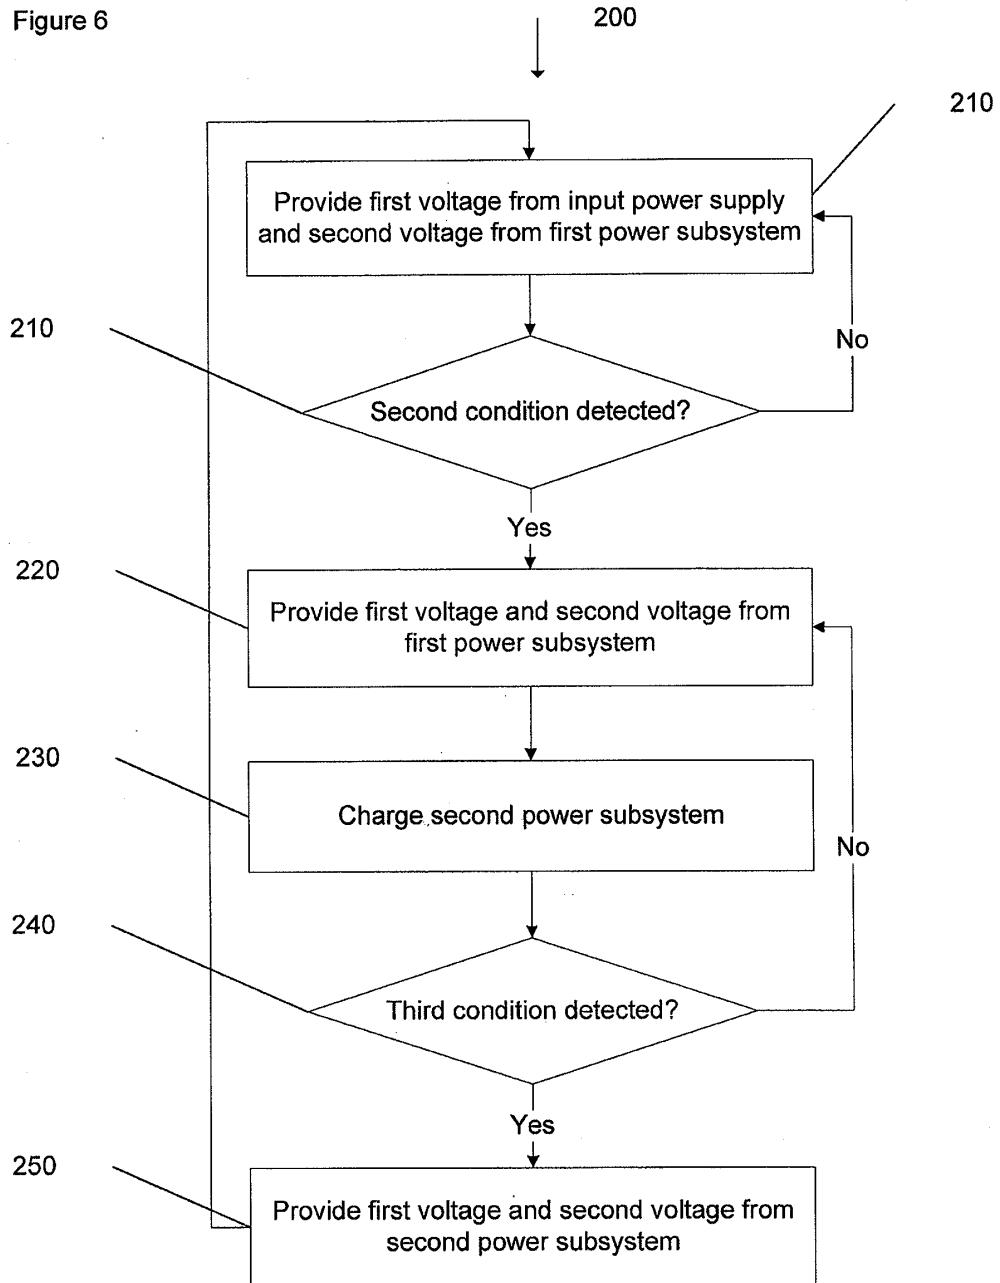 Figure 6
200
210
Provide first voltage from input power supply
and second voltage from first power subsystem
No
210
Second condition detected?
Yes
220
Provide first voltage and second voltage from
first power subsystem
230
Charge second power subsystem
No
240
Third condition detected?
Yes
250
Provide first voltage and second voltage from
second power subsystem